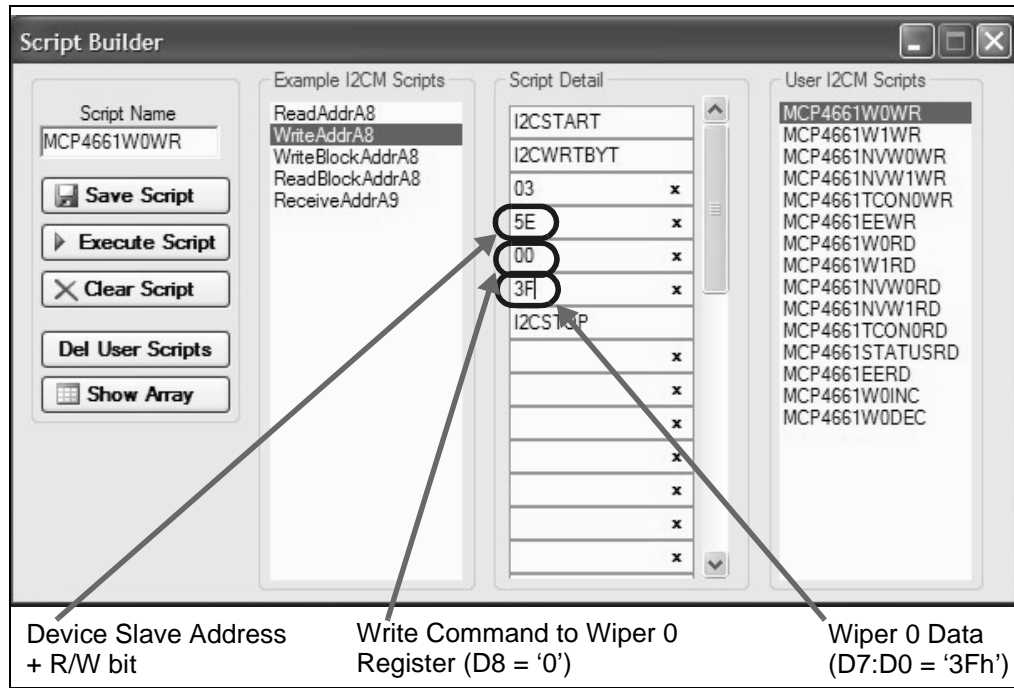 Script Builder
Script Name
MCP4661W0WR
Save Script
Execute Script
Clear Script
Del User Scripts
Show Array
Example I2CM Scripts
ReadAddrA8
WriteAddrA8
WriteBlockAddrA8
ReadBlockAddrA8
ReceiveAddrA9
Script Detail
I2CSTART
I2CWRTBYT
03 x
5E x
00 x
3F x
I2CSTOP
x
x
x
x
x
x
x
User I2CM Scripts
MCP4661W0WR
MCP4661W1WR
MCP4661NVW0WR
MCP4661NVW1WR
MCP4661TCON0WR
MCP4661EEWR
MCP4661W0RD
MCP4661W1RD
MCP4661NVW0RD
MCP4661NVW1RD
MCP4661TCON0RD
MCP4661STATUSRD
MCP4661EERD
MCP4661W0INC
MCP4661W0DEC
Device Slave Address
+ R/W bit
Write Command to Wiper 0
Register (D8 = ‘0’)
Wiper 0 Data
(D7:D0 = ‘3Fh’)